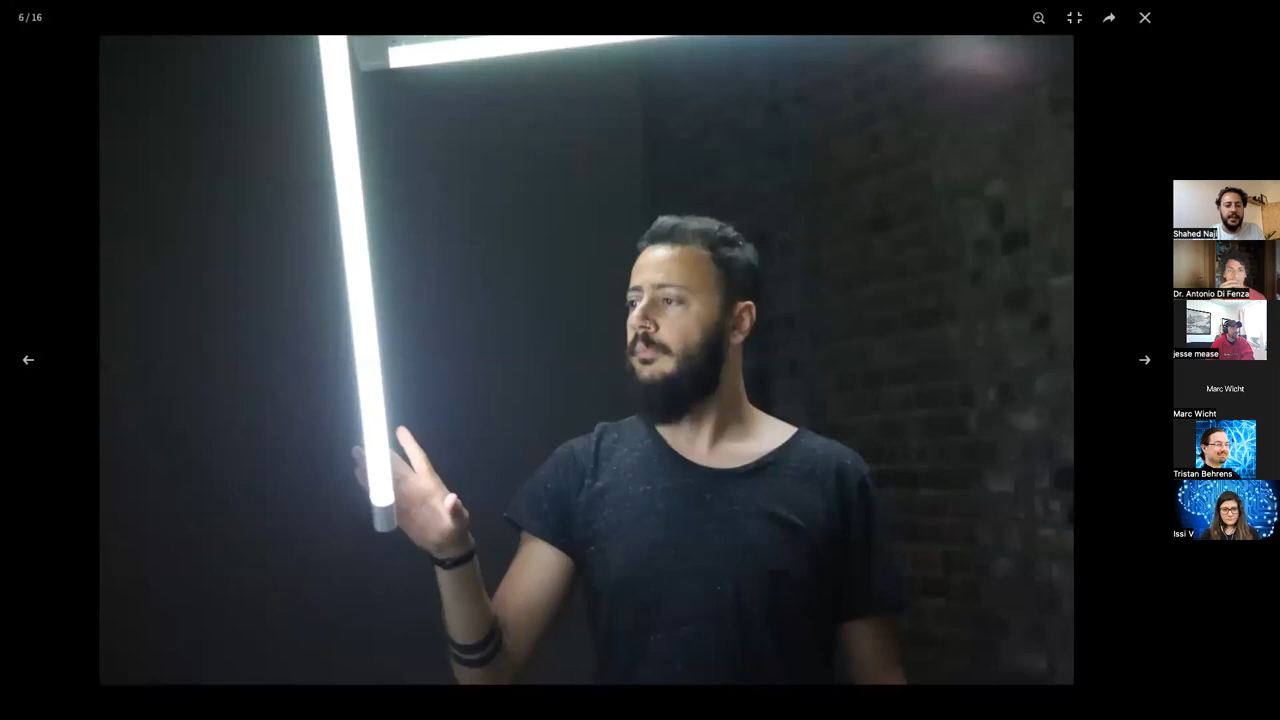 6 / 16
Shahed Naji
Dr. Antonio Di Fenza
jesse mease
Marc Wicht
Marc Wicht
Tristan Behrens
Issi V